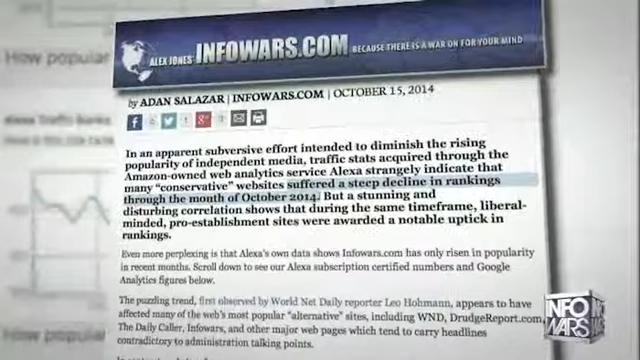 ALEX JONES' INFOWARS.COM BECAUSE THERE IS A WAR ON FOR YOUR MIND
How popular
by ADAN SALAZAR | INFOWARS.COM | OCTOBER 15, 2014
In an apparent subversive effort intended to diminish the rising
popularity of independent media, traffic stats acquired through the
Amazon-owned web analytics service Alexa strangely indicate that
many “conservative” websites suffered a steep decline in rankings
through the month of October 2014. But a stunning and
disturbing correlation shows that during the same timeframe, liberal-
minded, pro-establishment sites were awarded a notable uptick in
rankings.
Even more perplexing is that Alexa's own data shows Infowars.com has only risen in popularity
in recent months. Scroll down to see our Alexa subscription certified numbers and Google
Analytics figures below.
The puzzling trend, first observed by World Net Daily reporter Leo Hohmann, appears to have
affected many of the web's most popular “alternative” sites, including WND, DrudgeReport.com,
The Daily Caller, Infowars, and other major web pages which tend to carry headlines
contradictory to administration talking points.
How popular
INFO
WARS